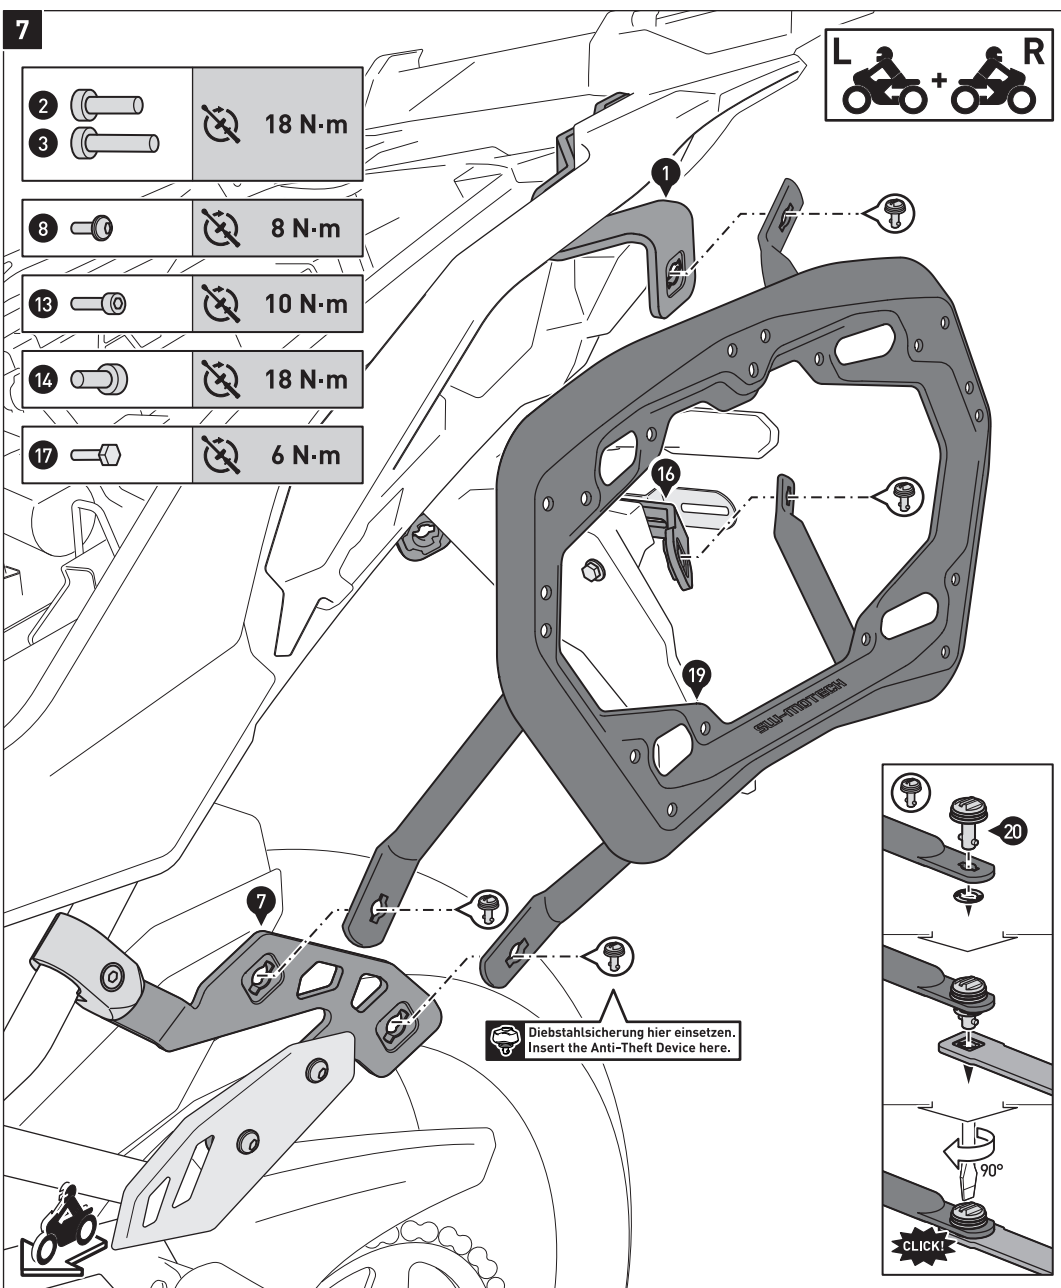 7
L + R
2
3
18 N·m
8
8 N·m
13
10 N·m
14
18 N·m
17
6 N·m
1
16
19
SW-MOTECH
7
20
Diebstahlsicherung hier einsetzen.
Insert the Anti-Theft Device here.
90°
CLICK!